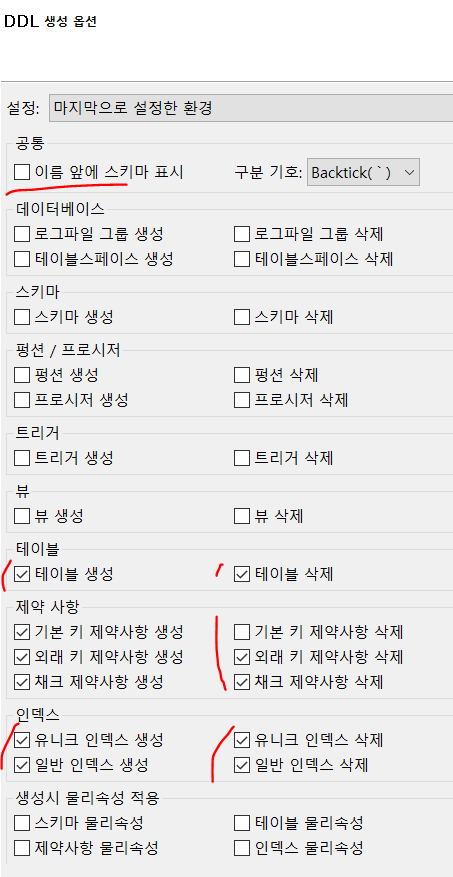 DDL 생성 옵션
설정: 마지막으로 설정한 환경
공통
이름 앞에 스키마 표시 구분 기호: Backtick(`)
데이터베이스
로그파일 그룹 생성 로그파일 그룹 삭제
테이블스페이스 생성 테이블스페이스 삭제
스키마
스키마 생성 스키마 삭제
펑션 / 프로시저
펑션 생성 펑션 삭제
프로시저 생성 프로시저 삭제
트리거
트리거 생성 트리거 삭제
뷰
뷰 생성 뷰 삭제
테이블
테이블 생성 테이블 삭제
제약 사항
기본 키 제약사항 생성 기본 키 제약사항 삭제
외래 키 제약사항 생성 외래 키 제약사항 삭제
채크 제약사항 생성 채크 제약사항 삭제
인덱스
유니크 인덱스 생성 유니크 인덱스 삭제
일반 인덱스 생성 일반 인덱스 삭제
생성시 물리속성 적용
스키마 물리속성 테이블 물리속성
제약사항 물리속성 인덱스 물리속성